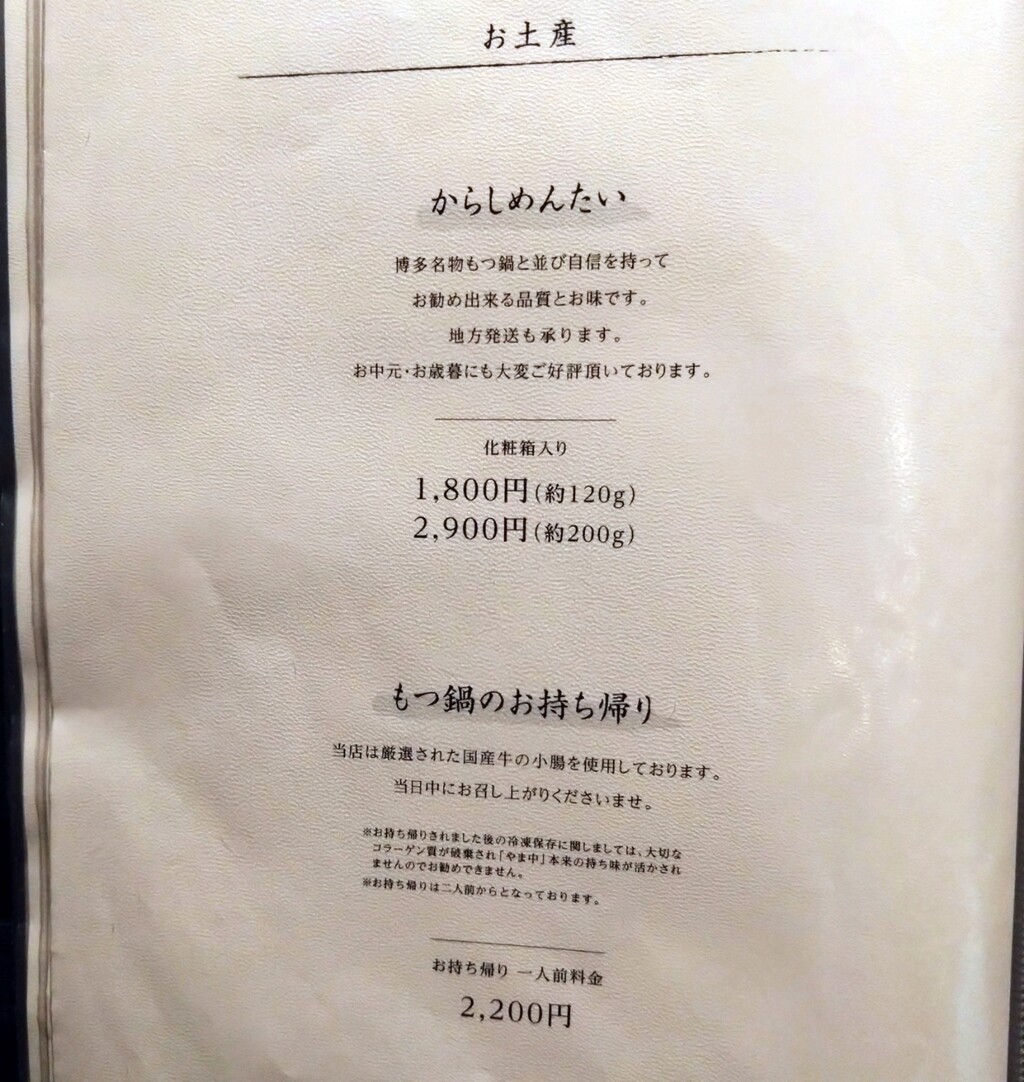 お土産
からしめんたい
博多名物もつ鍋と並び自信を持って
お勧め出来る品質とお味です。
地方発送も承ります。
お中元・お歳暮にも大変ご好評頂いております。
化粧箱入り
1,800円(約120g)
2,900円(約200g)
もつ鍋のお持ち帰り
当店は厳選された国産牛の小腸を使用しております。
当日中にお召し上がりくださいませ。
※お持ち帰りされました後の冷凍保存に関しましては、大切な
コラーゲン質が破棄され「やま中」本来の持ち味が活かされ
ませんのでお勧めできません。
※お持ち帰りは二人前からとなっております。
お持ち帰り 一人前料金
2,200円